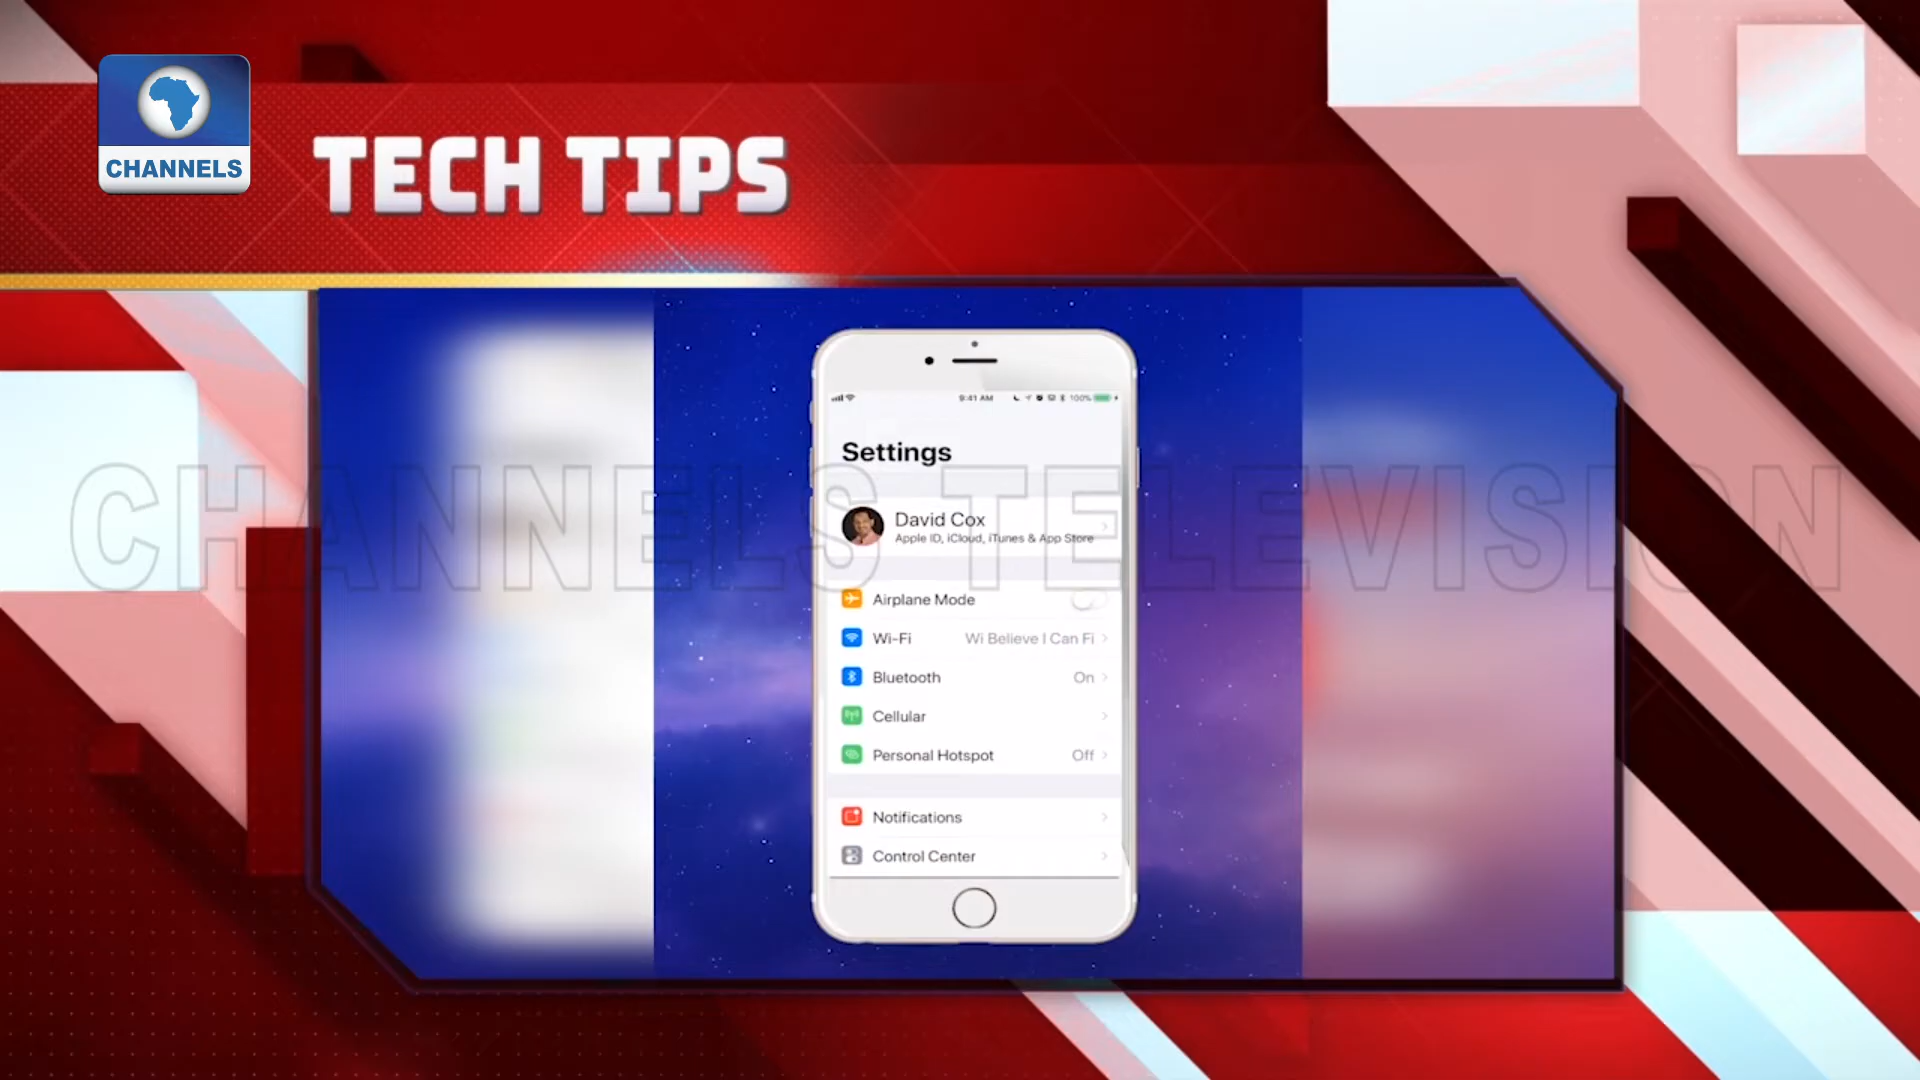 CHANNELS
TECH TIPS
9:41 AM 100%
Settings
CHANNELS TELEVISION
David Cox
Apple ID, iCloud, iTunes & App Store
Airplane Mode
Wi-Fi Wi Believe I Can Fi
Bluetooth On
Cellular
Personal Hotspot Off
Notifications
Control Center